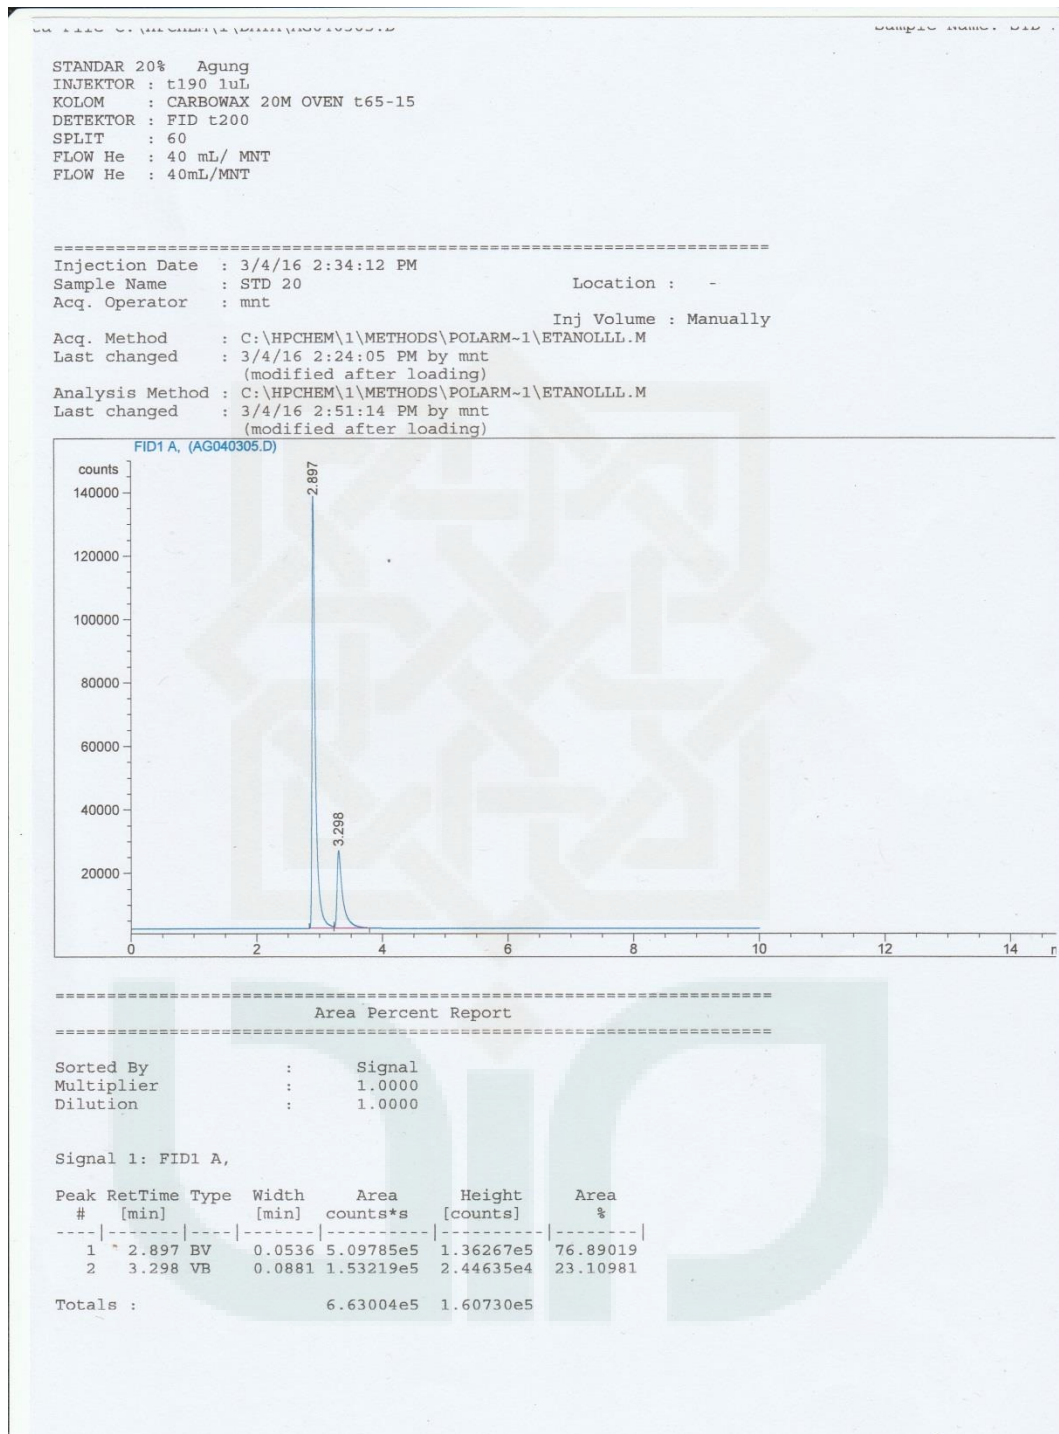 STANDAR 20% Agung
INJEKTOR : t190 1uL
KOLOM : CARBOWAX 20M OVEN t65-15
DETEKTOR : FID t200
SPLIT : 60
FLOW He : 40 mL/ MNT
FLOW He : 40mL/MNT
=====================================================================
Injection Date : 3/4/16 2:34:12 PM
Sample Name : STD 20 Location : -
Acq. Operator : mnt
Inj Volume : Manually
Acq. Method : C:\HPCHEM\1\METHODS\POLARM~1\ETANOLLL.M
Last changed : 3/4/16 2:24:05 PM by mnt
(modified after loading)
Analysis Method : C:\HPCHEM\1\METHODS\POLARM~1\ETANOLLL.M
Last changed : 3/4/16 2:51:14 PM by mnt
(modified after loading)
FID1 A, (AG040305.D)
counts
140000
120000
100000
80000
60000
40000
20000
2.897
3.298
0 2 4 6 8 10 12 14
=====================================================================
Area Percent Report
=====================================================================
Sorted By : Signal
Multiplier : 1.0000
Dilution : 1.0000
Signal 1: FID1 A,
Peak RetTime Type Width Area Height Area
# [min] [min] counts*s [counts] %
----|-------|----|-------|----------|----------|--------|
1 2.897 BV 0.0536 5.09785e5 1.36267e5 76.89019
2 3.298 VB 0.0881 1.53219e5 2.44635e4 23.10981
Totals : 6.63004e5 1.60730e5